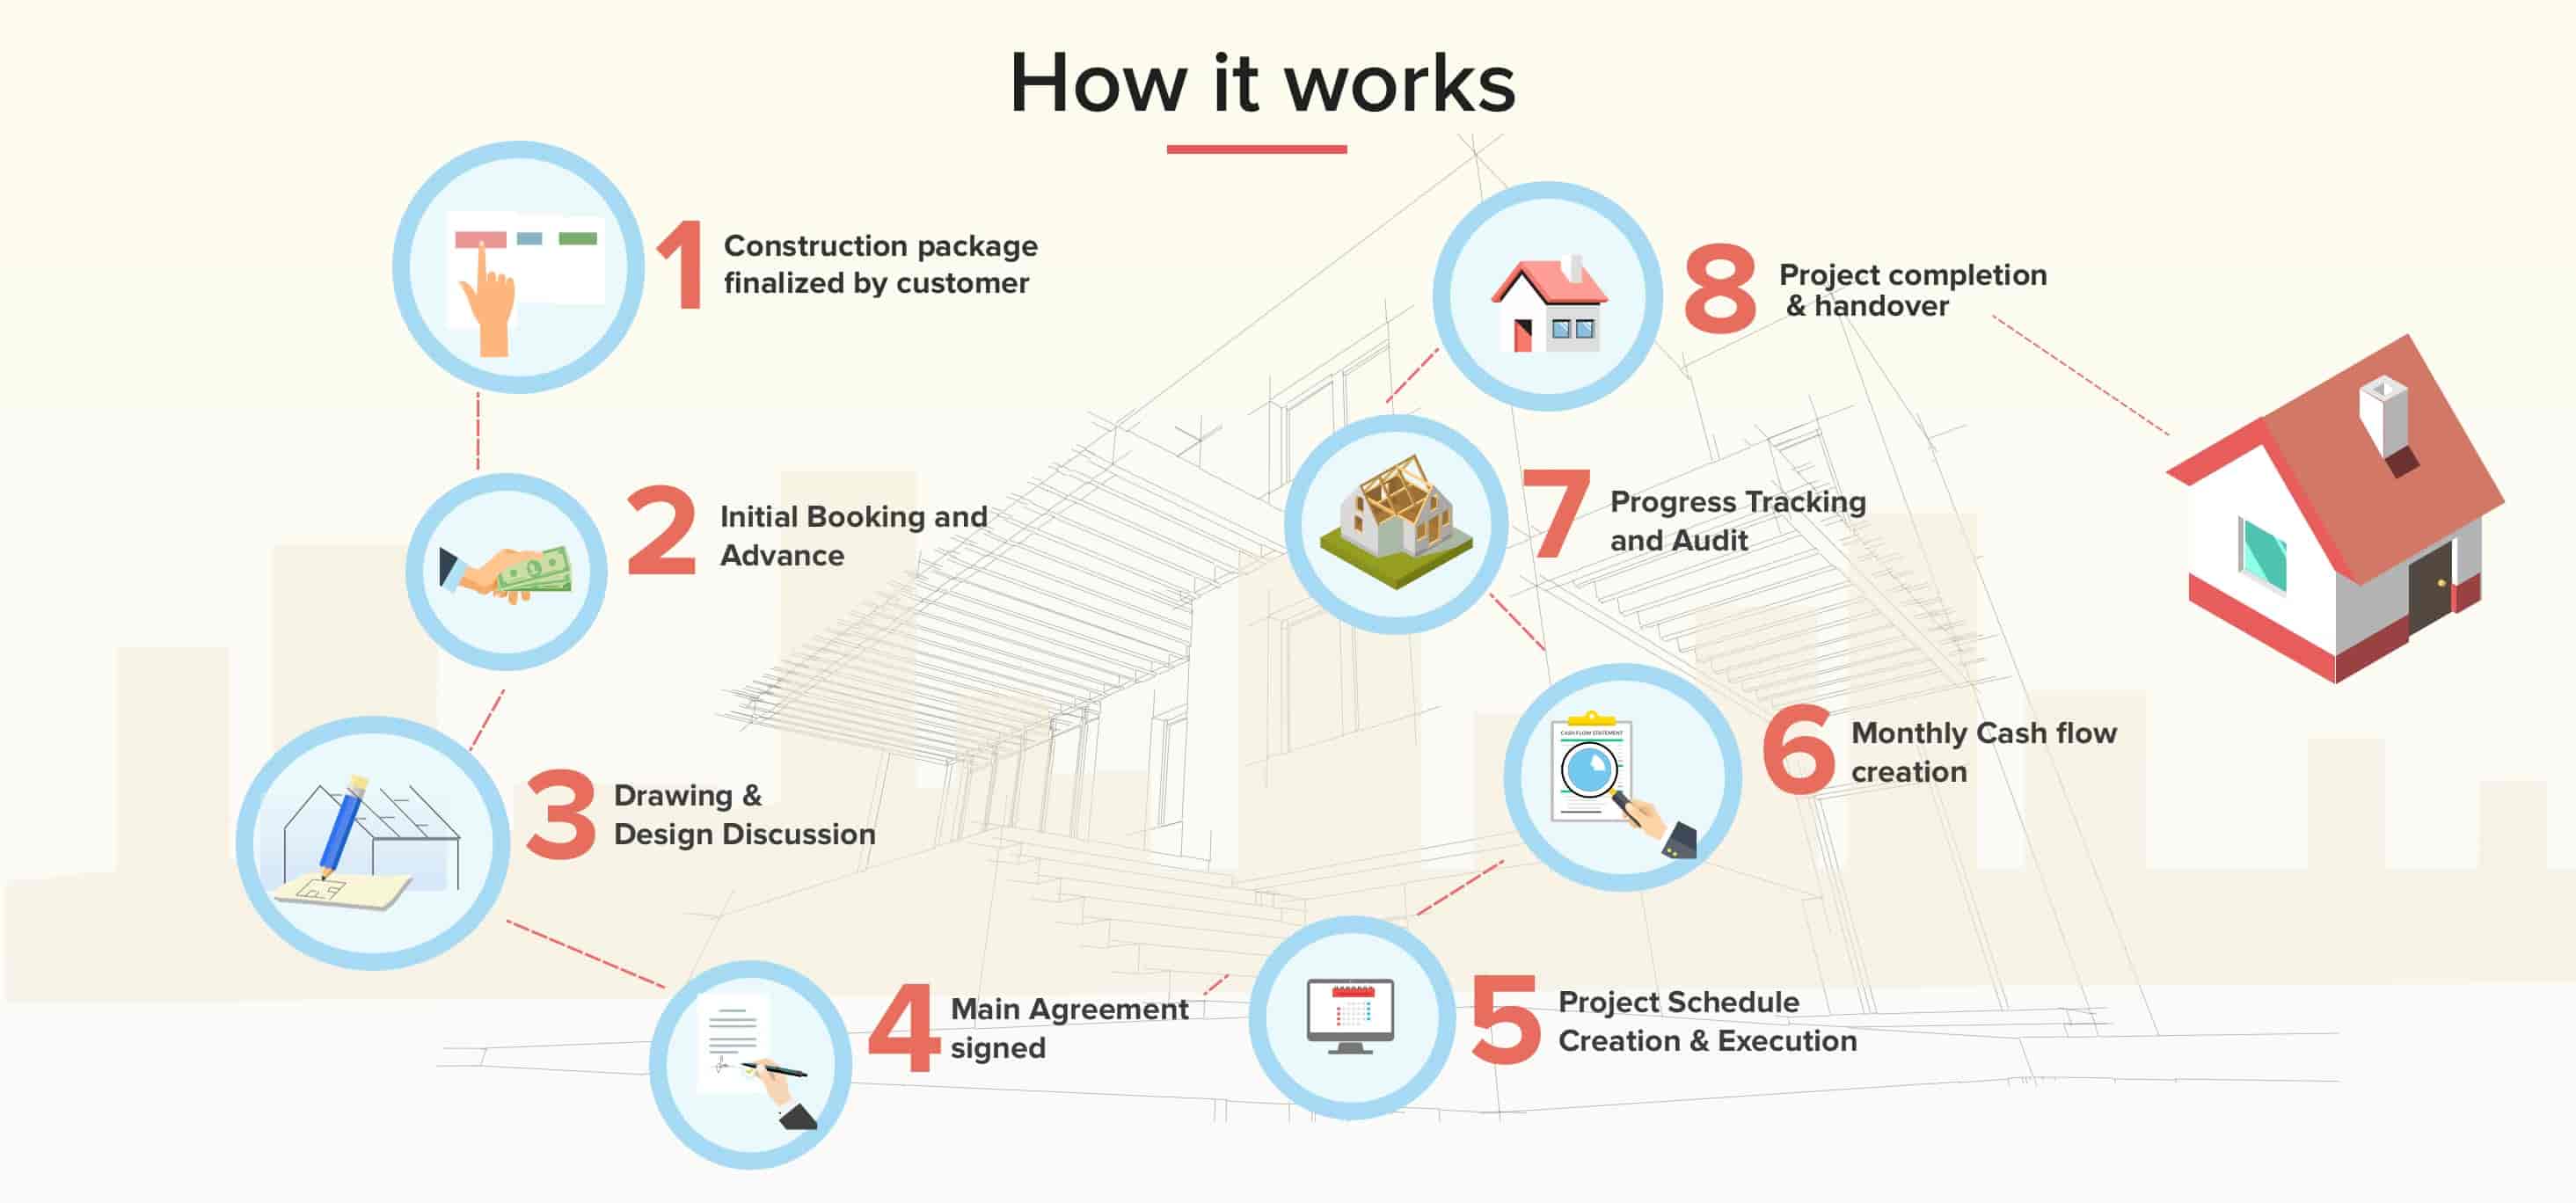 How it works
1
Construction package
finalized by customer
2
Initial Booking and
Advance
3
Drawing &
Design Discussion
4
Main Agreement
signed
5
Project Schedule
Creation & Execution
6
Monthly Cash flow
creation
CASH FLOW STATEMENT
7
Progress Tracking
and Audit
8
Project completion
& handover